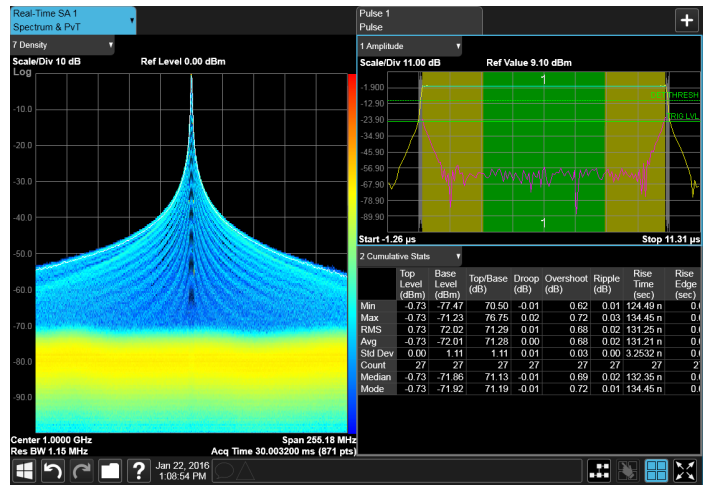 Real-Time SA 1
Spectrum & PvT
Pulse 1
Pulse
7 Density
Scale/Div 10 dB Ref Level 0.00 dBm
Log
-10.0
-20.0
-30.0
-40.0
-50.0
-60.0
-70.0
-80.0
-90.0
Center 1.0000 GHz Span 255.18 MHz
Res BW 1.15 MHz Acq Time 30.003200 ms (871 pts)
1 Amplitude
Scale/Div 11.00 dB Ref Value 9.10 dBm
1
-1.900
-12.90
-23.90
-34.90
-45.90
-56.90
-67.90
-78.90
-89.90
THRESH
TRIG LVL
1
Start -1.26 µs Stop 11.31 µs
2 Cumulative Stats
Top Level (dBm) Base Level (dBm) Top/Base (dB) Droop (dB) Overshoot (dB) Ripple (dB) Rise Time (sec) Rise Edge (sec)
Min -0.73 -77.47 70.50 -0.01 0.62 0.01 124.49 n 0.
Max -0.73 -71.23 76.75 0.02 0.72 0.03 134.45 n 0.
RMS 0.73 72.02 71.29 0.01 0.68 0.02 131.25 n 0.
Avg -0.73 -72.01 71.28 0.00 0.68 0.02 131.21 n 0.
Std Dev 0.00 1.11 1.11 0.01 0.03 0.00 3.2532 n 0.
Count 27 27 27 27 27 27 27 2
Median -0.73 -71.86 71.13 -0.01 0.69 0.02 132.35 n 0.
Mode -0.73 -71.92 71.19 -0.01 0.72 0.01 134.45 n 0.
?
Jan 22, 2016
1:08:54 PM